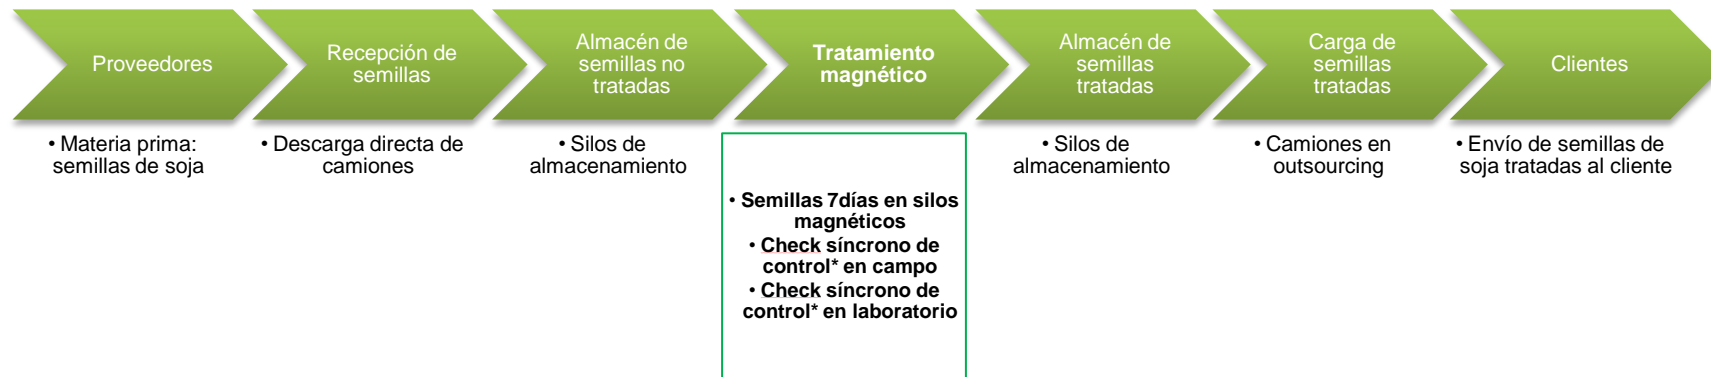 Proveedores
Recepción de
semillas
Almacén de
semillas no
tratadas
Tratamiento
magnético
Almacén de
semillas
tratadas
Carga de
semillas
tratadas
Clientes
• Materia prima:
semillas de soja
• Descarga directa de
camiones
• Silos de
almacenamiento
• Semillas 7días en silos
magnéticos
• Check síncrono de
control* en campo
• Check síncrono de
control* en laboratorio
• Silos de
almacenamiento
• Camiones en
outsourcing
• Envío de semillas de
soja tratadas al cliente